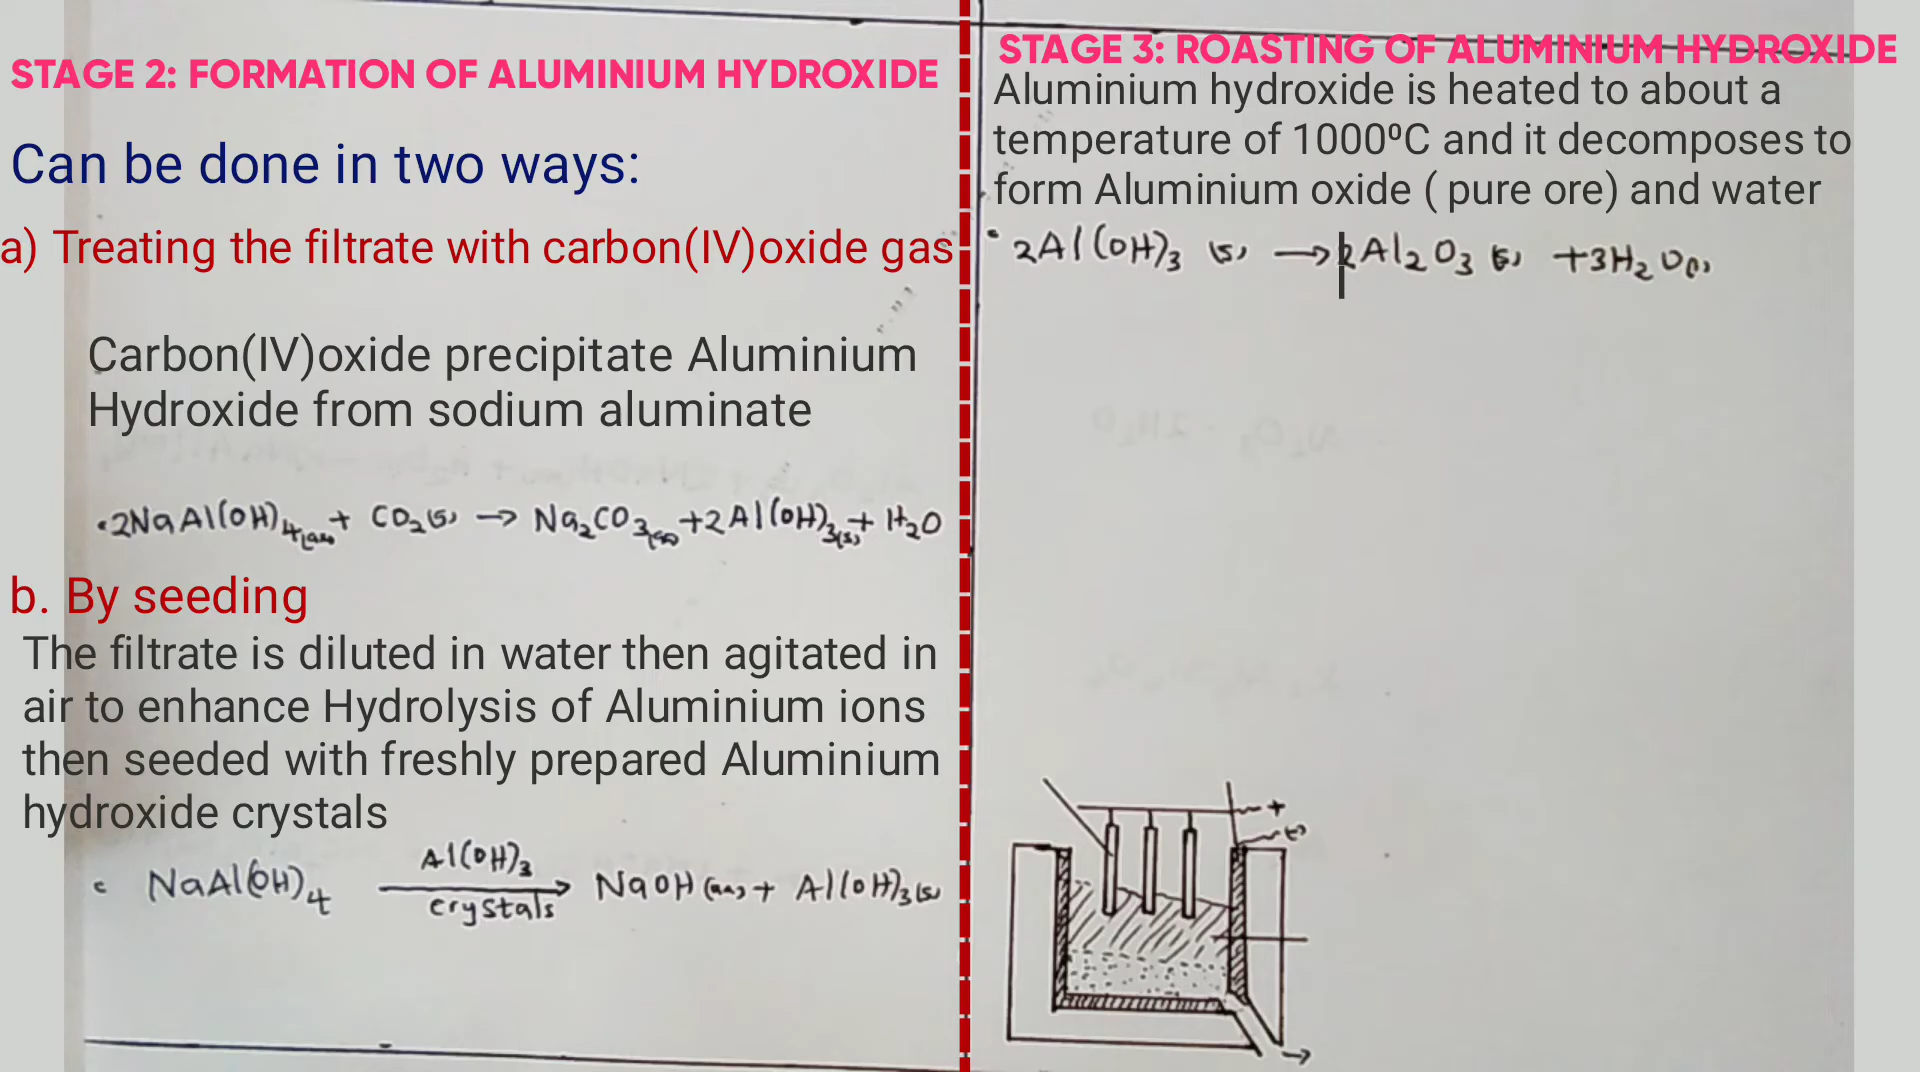 STAGE 2: FORMATION OF ALUMINIUM HYDROXIDE
Can be done in two ways:
a) Treating the filtrate with carbon(IV)oxide gas
Carbon(IV)oxide precipitate Aluminium
Hydroxide from sodium aluminate
2NaAl(OH)₄(aq) + CO₂(g) → Na₂CO₃(aq) + 2Al(OH)₃(s) + H₂O
b. By seeding
The filtrate is diluted in water then agitated in
air to enhance Hydrolysis of Aluminium ions
then seeded with freshly prepared Aluminium
hydroxide crystals
Al(OH)₃
NaAl(OH)₄ → NaOH(aq) + Al(OH)₃(s)
crystals
STAGE 3: ROASTING OF ALUMINIUM HYDROXIDE
Aluminium hydroxide is heated to about a
temperature of 1000⁰C and it decomposes to
form Aluminium oxide ( pure ore) and water
2Al(OH)₃ (s) → Al₂O₃ (s) + 3H₂O(l)
+
→